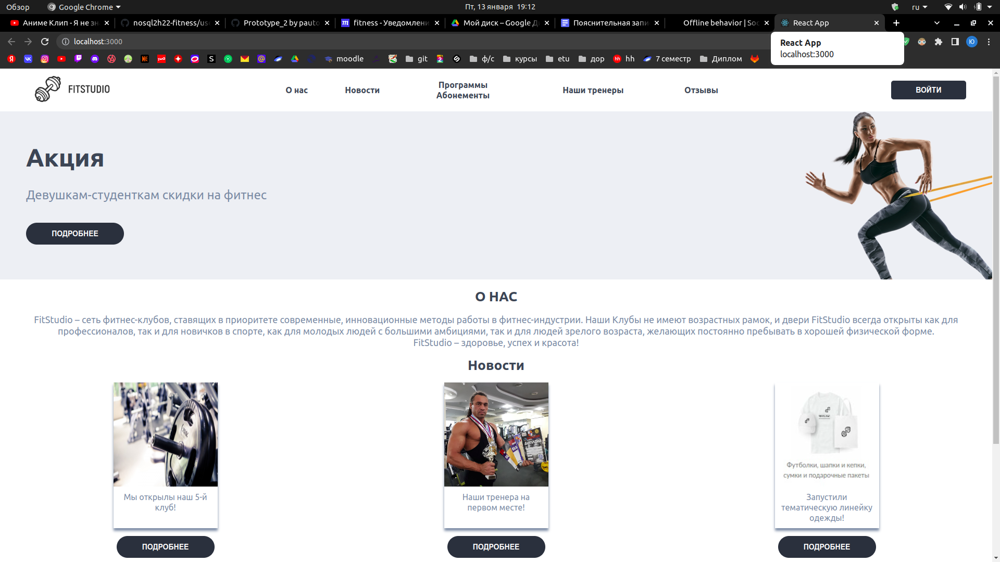 Обзор
Google Chrome
Пт, 13 января 19:12
ru
Аниме Клип - Я не зн
nosql2h22-fitness/use
Prototype_2 by pauto
fitness - Уведомлени
Мой диск – Google Д
Пояснительная запи
Offline behavior | Soc
React App
localhost:3000
React App
localhost:3000
Ю
moodle
git
ф/с
курсы
etu
дор
hh
7 семестр
Диплом
FITSTUDIO
О нас
Новости
Программы
Абонементы
Наши тренеры
Отзывы
ВОЙТИ
Акция
Девушкам-студенткам скидки на фитнес
ПОДРОБНЕЕ
О НАС
FitStudio – сеть фитнес-клубов, ставящих в приоритете современные, инновационные методы работы в фитнес-индустрии. Наши Клубы не имеют возрастных рамок, и двери FitStudio всегда открыты как для
профессионалов, так и для новичков в спорте, как для молодых людей с большими амбициями, так и для людей зрелого возраста, желающих постоянно пребывать в хорошей физической форме.
FitStudio – здоровье, успех и красота!
Новости
ДИПЛОМ
Футболки, шапки и кепки,
сумки и подарочные пакеты
Мы открылы наш 5-й
клуб!
Наши тренера на
первом месте!
Запустили
тематическую линейку
одежды!
ПОДРОБНЕЕ
ПОДРОБНЕЕ
ПОДРОБНЕЕ